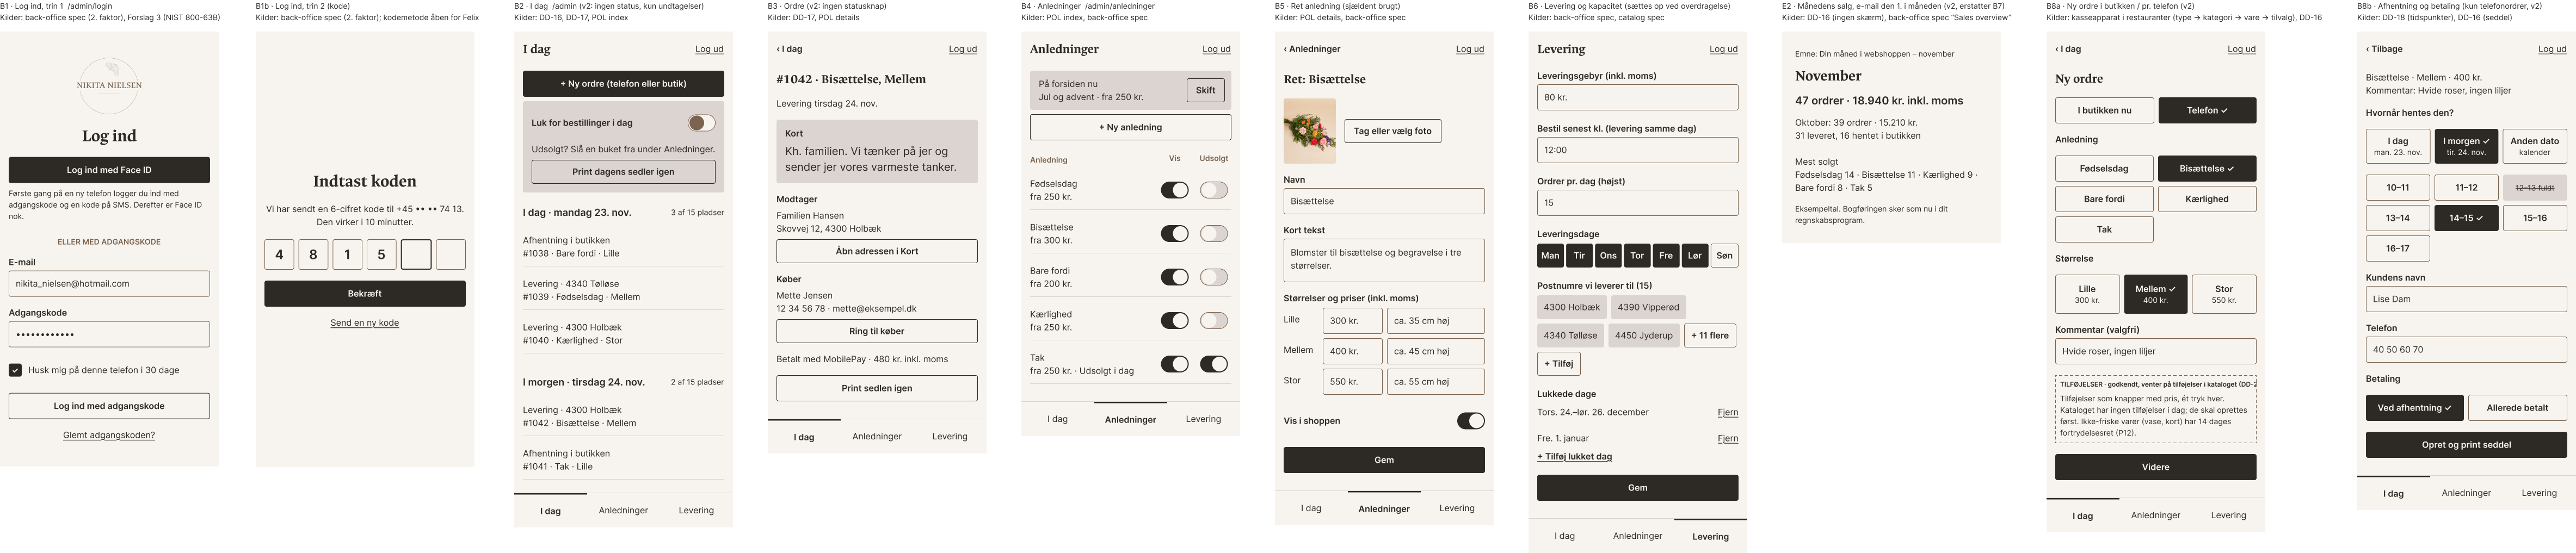 B1 · Log ind, trin 1 /admin/login
Kilder: back-office spec (2. faktor), Forslag 3 (NIST 800-63B)
NIKITA NIELSEN
Log ind
Log ind med Face ID
Første gang på en ny telefon logger du ind med
adgangskode og en kode på SMS. Derefter er Face ID
nok.
ELLER MED ADGANGSKODE
E-mail
nikita_nielsen@hotmail.com
Adgangskode
••••••••••••
Husk mig på denne telefon i 30 dage
Log ind med adgangskode
Glemt adgangskoden?
B1b · Log ind, trin 2 (kode)
Kilder: back-office spec (2. faktor); kodemetode åben for Felix
Indtast koden
Vi har sendt en 6-cifret kode til +45 •• •• 74 13.
Den virker i 10 minutter.
4 8 1 5
Bekræft
Send en ny kode
B2 · I dag /admin (v2: ingen status, kun undtagelser)
Kilder: DD-16, DD-17, POL index
I dag
Log ud
+ Ny ordre (telefon eller butik)
Luk for bestillinger i dag
Udsolgt? Slå en buket fra under Anledninger.
Print dagens sedler igen
I dag · mandag 23. nov.
3 af 15 pladser
Afhentning i butikken
#1038 · Bare fordi · Lille
Levering · 4340 Tølløse
#1039 · Fødselsdag · Mellem
Levering · 4300 Holbæk
#1040 · Kærlighed · Stor
I morgen · tirsdag 24. nov.
2 af 15 pladser
Levering · 4300 Holbæk
#1042 · Bisættelse · Mellem
Afhentning i butikken
#1041 · Tak · Lille
I dag
Anledninger
Levering
B3 · Ordre (v2: ingen statusknap)
Kilder: DD-17, POL details
‹ I dag
Log ud
#1042 · Bisættelse, Mellem
Levering tirsdag 24. nov.
Kort
Kh. familien. Vi tænker på jer og
sender jer vores varmeste tanker.
Modtager
Familien Hansen
Skovvej 12, 4300 Holbæk
Åbn adressen i Kort
Køber
Mette Jensen
12 34 56 78 · mette@eksempel.dk
Ring til køber
Betalt med MobilePay · 480 kr. inkl. moms
Print sedlen igen
I dag
Anledninger
Levering
B4 · Anledninger /admin/anledninger
Kilder: POL index, back-office spec
Anledninger
Log ud
På forsiden nu
Jul og advent · fra 250 kr.
Skift
+ Ny anledning
Anledning
Vis
Udsolgt
Fødselsdag
fra 250 kr.
Bisættelse
fra 300 kr.
Bare fordi
fra 200 kr.
Kærlighed
fra 250 kr.
Tak
fra 250 kr. · Udsolgt i dag
I dag
Anledninger
Levering
B5 · Ret anledning (sjældent brugt)
Kilder: POL details, back-office spec
‹ Anledninger
Log ud
Ret: Bisættelse
Tag eller vælg foto
Navn
Bisættelse
Kort tekst
Blomster til bisættelse og begravelse i tre
størrelser.
Størrelser og priser (inkl. moms)
Lille
300 kr.
ca. 35 cm høj
Mellem
400 kr.
ca. 45 cm høj
Stor
550 kr.
ca. 55 cm høj
Vis i shoppen
Gem
I dag
Anledninger
Levering
B6 · Levering og kapacitet (sættes op ved overdragelse)
Kilder: back-office spec, catalog spec
Levering
Log ud
Leveringsgebyr (inkl. moms)
80 kr.
Bestil senest kl. (levering samme dag)
12:00
Ordrer pr. dag (højst)
15
Leveringsdage
Man Tir Ons Tor Fre Lør Søn
Postnumre vi leverer til (15)
4300 Holbæk
4390 Vipperød
4340 Tølløse
4450 Jyderup
+ 11 flere
+ Tilføj
Lukkede dage
Tors. 24.–lør. 26. december
Fjern
Fre. 1. januar
Fjern
+ Tilføj lukket dag
Gem
I dag
Anledninger
Levering
E2 · Månedens salg, e-mail den 1. i måneden (v2, erstatter B7)
Kilder: DD-16 (ingen skærm), back-office spec “Sales overview”
Emne: Din måned i webshoppen – november
November
47 ordrer · 18.940 kr. inkl. moms
Oktober: 39 ordrer · 15.210 kr.
31 leveret, 16 hentet i butikken
Mest solgt
Fødselsdag 14 · Bisættelse 11 · Kærlighed 9 ·
Bare fordi 8 · Tak 5
Eksempeltal. Bogføringen sker som nu i dit
regnskabsprogram.
B8a · Ny ordre i butikken / pr. telefon (v2)
Kilder: kasseapparat i restauranter (type → kategori → vare → tilvalg), DD-16
‹ I dag
Log ud
Ny ordre
I butikken nu
Telefon ✓
Anledning
Fødselsdag
Bisættelse ✓
Bare fordi
Kærlighed
Tak
Størrelse
Lille
300 kr.
Mellem ✓
400 kr.
Stor
550 kr.
Kommentar (valgfri)
Hvide roser, ingen liljer
TILFØJELSER · godkendt, venter på tilføjelser i kataloget (DD-2
Tilføjelser som knapper med pris, ét tryk hver.
Kataloget har ingen tilføjelser i dag; de skal oprettes
først. Ikke-friske varer (vase, kort) har 14 dages
fortrydelsesret (P12).
Videre
I dag
Anledninger
Levering
B8b · Afhentning og betaling (kun telefonordrer, v2)
Kilder: DD-18 (tidspunkter), DD-16 (seddel)
‹ Tilbage
Log ud
Bisættelse · Mellem · 400 kr.
Kommentar: Hvide roser, ingen liljer
Hvornår hentes den?
I dag
man. 23. nov.
I morgen ✓
tir. 24. nov.
Anden dato
kalender
10–11
11–12
12–13 fuldt
13–14
14–15 ✓
15–16
16–17
Kundens navn
Lise Dam
Telefon
40 50 60 70
Betaling
Ved afhentning ✓
Allerede betalt
Opret og print seddel
I dag
Anledninger
Levering